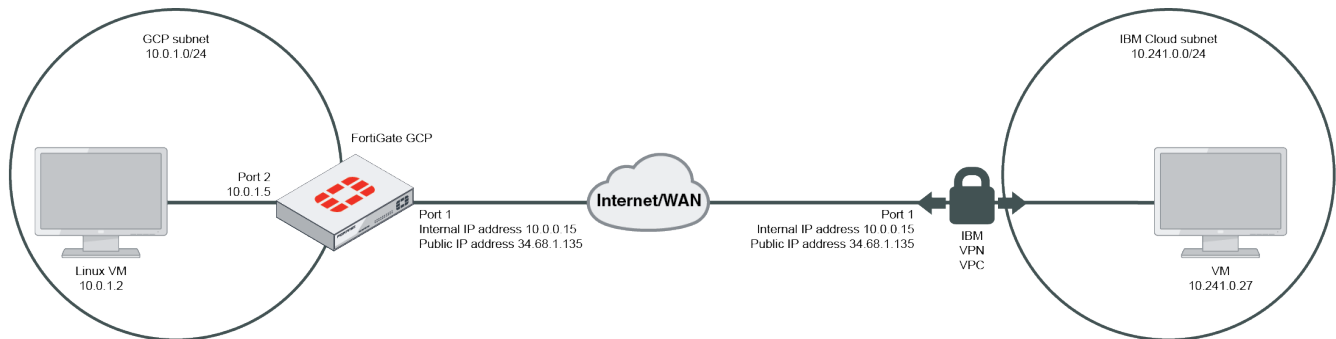 GCP subnet
10.0.1.0/24
FortiGate GCP
Port 2
10.0.1.5
Linux VM
10.0.1.2
Port 1
Internal IP address 10.0 0.15
Public IP address 34.68.1.135
Internet/WAN
Port 1
Internal IP address 10.0 0.15
Public IP address 34.68.1.135
IBM
VPN
VPC
IBM Cloud subnet
10.241.0.0/24
VM
10.241.0.27